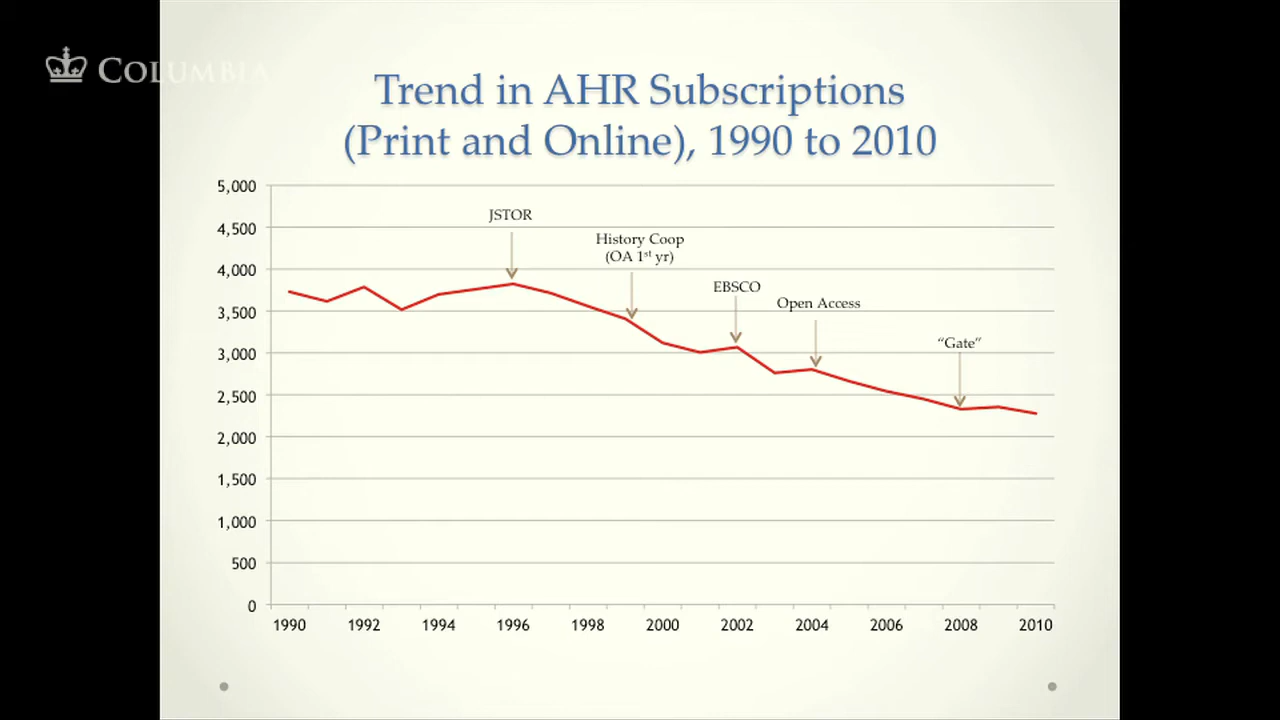 COLUMBIA
Trend in AHR Subscriptions
(Print and Online), 1990 to 2010
5,000
4,500
4,000
3,500
3,000
2,500
2,000
1,500
1,000
500
0
JSTOR
History Coop
(OA 1st yr)
EBSCO
Open Access
“Gate”
1990 1992 1994 1996 1998 2000 2002 2004 2006 2008 2010